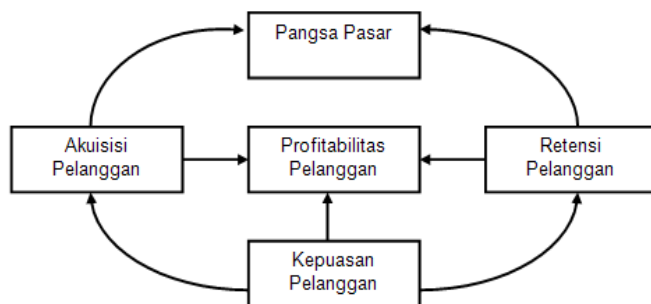 Pangsa Pasar
Akuisisi
Pelanggan
Profitabilitas
Pelanggan
Retensi
Pelanggan
Kepuasan
Pelanggan